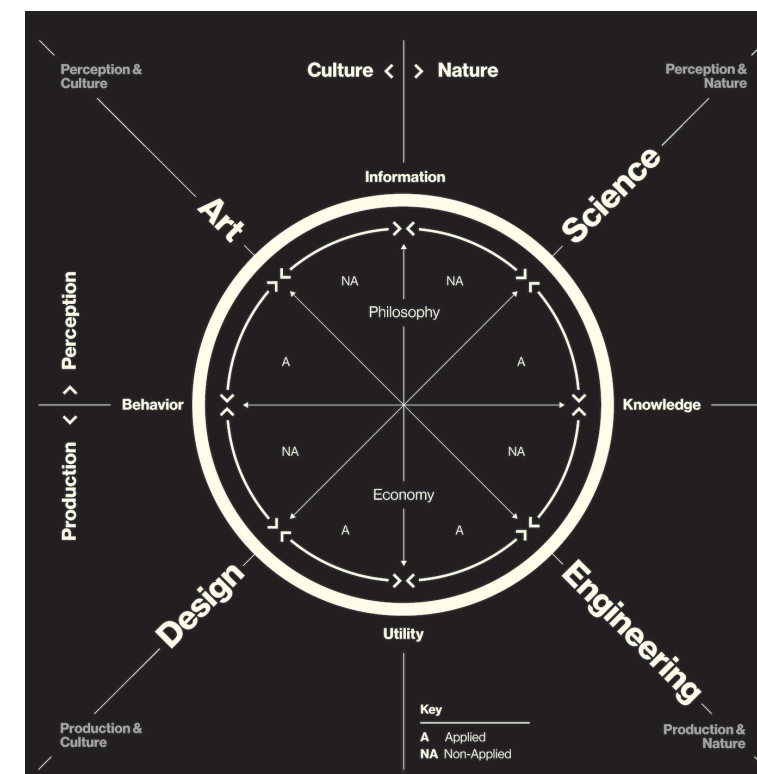 Perception &
Culture
Culture < > Nature
Perception &
Nature
Information
Art
Science
NA
NA
Philosophy
Production < > Perception
A
A
Behavior
Knowledge
NA
NA
Economy
A
A
Design
Engineering
Utility
Production &
Culture
Key
A Applied
NA Non-Applied
Production &
Nature